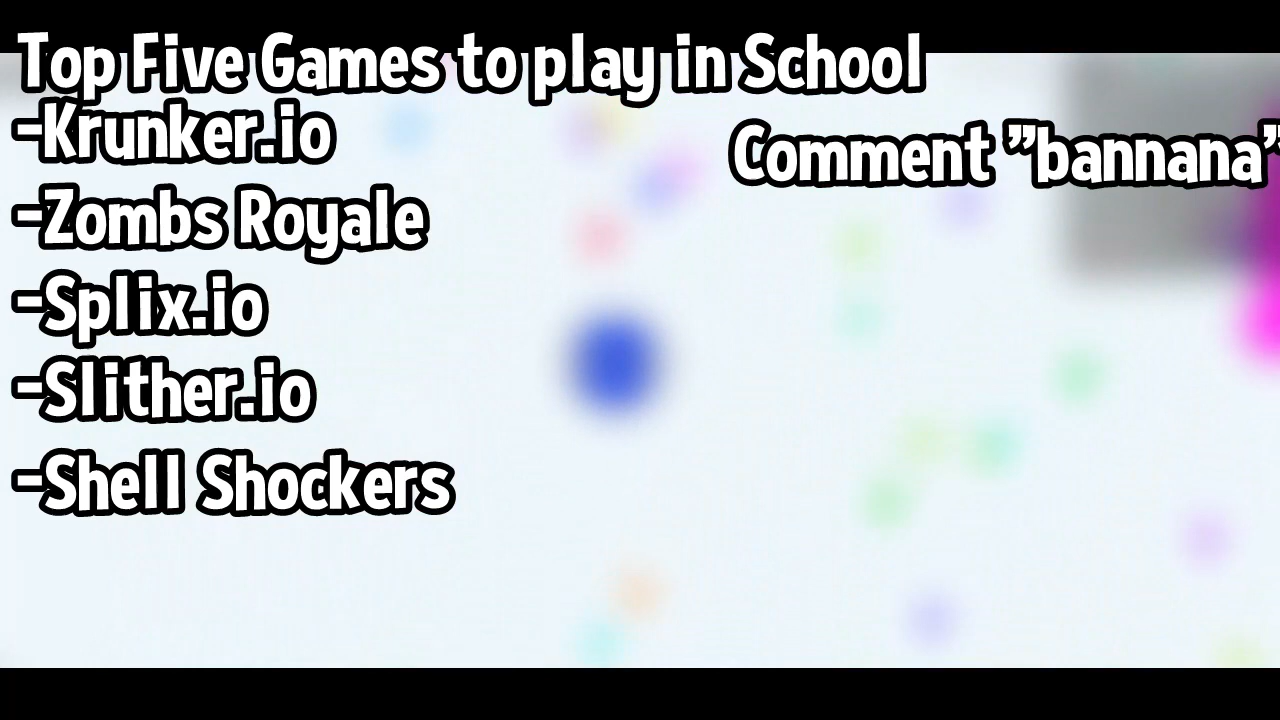 Top Five Games to play in School
-Krunker.io
Comment "bannana"
-Zombs Royale
-Splix.io
-Slither.io
-Shell Shockers